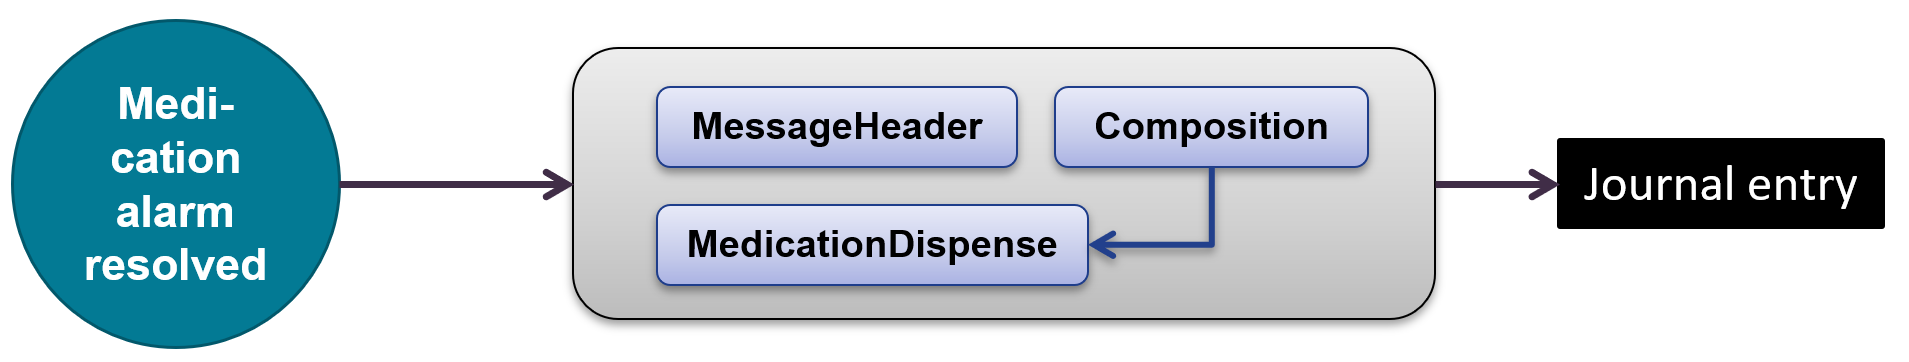 Medi-
cation
alarm
resolved
MessageHeader
Composition
MedicationDispense
Journal entry